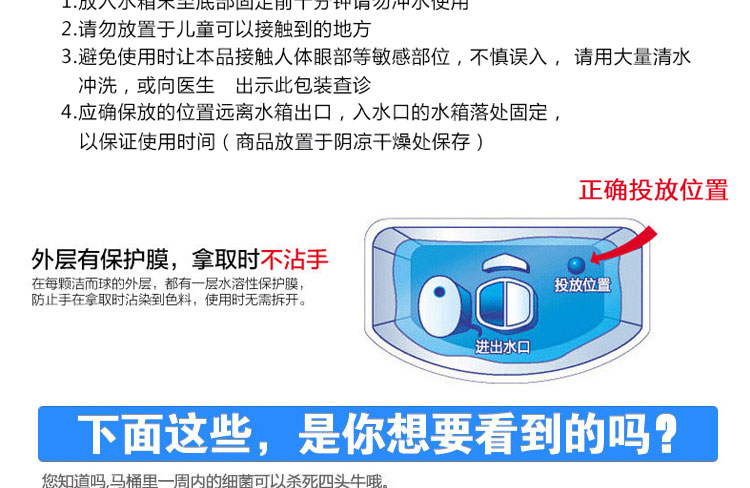 1.放入水箱未至底部固定前十分钟请勿冲水使用
2.请勿放置于儿童可以接触到的地方
3.避免使用时让本品接触人体眼部等敏感部位，不慎误入， 请用大量清水
冲洗，或向医生 出示此包装查诊
4.应确保放的位置远离水箱出口，入水口的水箱落处固定，
以保证使用时间（商品放置于阴凉干燥处保存）
正确投放位置
外层有保护膜，拿取时不沾手
在每颗洁而球的外层，都有一层水溶性保护膜，
防止手在拿取时沾染到色料，使用时无需拆开。
投放位置
进出水口
下面这些，是你想要看到的吗？
您知道吗,马桶里一周内的细菌可以杀死四头牛哦。